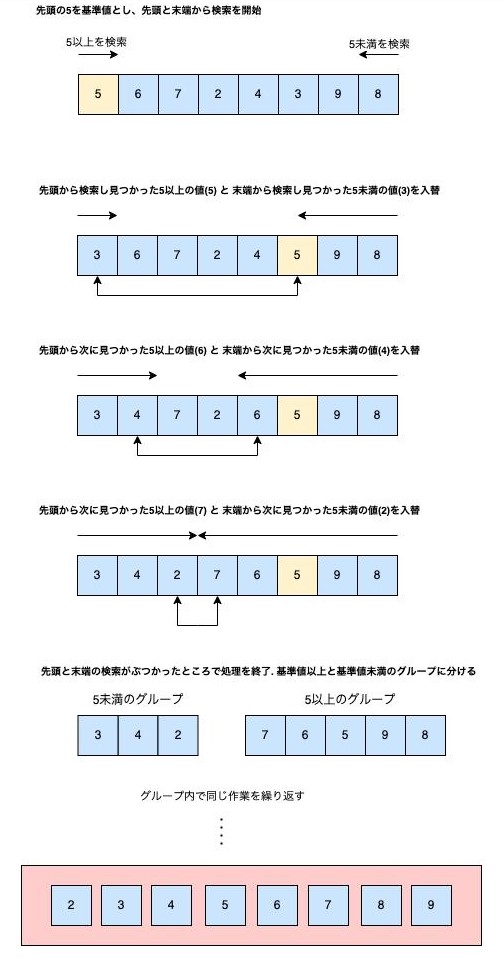 先頭の5を基準値とし、先頭と末端から検索を開始
5以上を検索
5未満を検索
5 6 7 2 4 3 9 8
先頭から検索し見つかった5以上の値(5) と 末端から検索し見つかった5未満の値(3)を入替
3 6 7 2 4 5 9 8
先頭から次に見つかった5以上の値(6) と 末端から次に見つかった5未満の値(4)を入替
3 4 7 2 6 5 9 8
先頭から次に見つかった5以上の値(7) と 末端から次に見つかった5未満の値(2)を入替
3 4 2 7 6 5 9 8
先頭と末端の検索がぶつかったところで処理を終了. 基準値以上と基準値未満のグループに分ける
5未満のグループ
5以上のグループ
3 4 2
7 6 5 9 8
グループ内で同じ作業を繰り返す
2 3 4 5 6 7 8 9